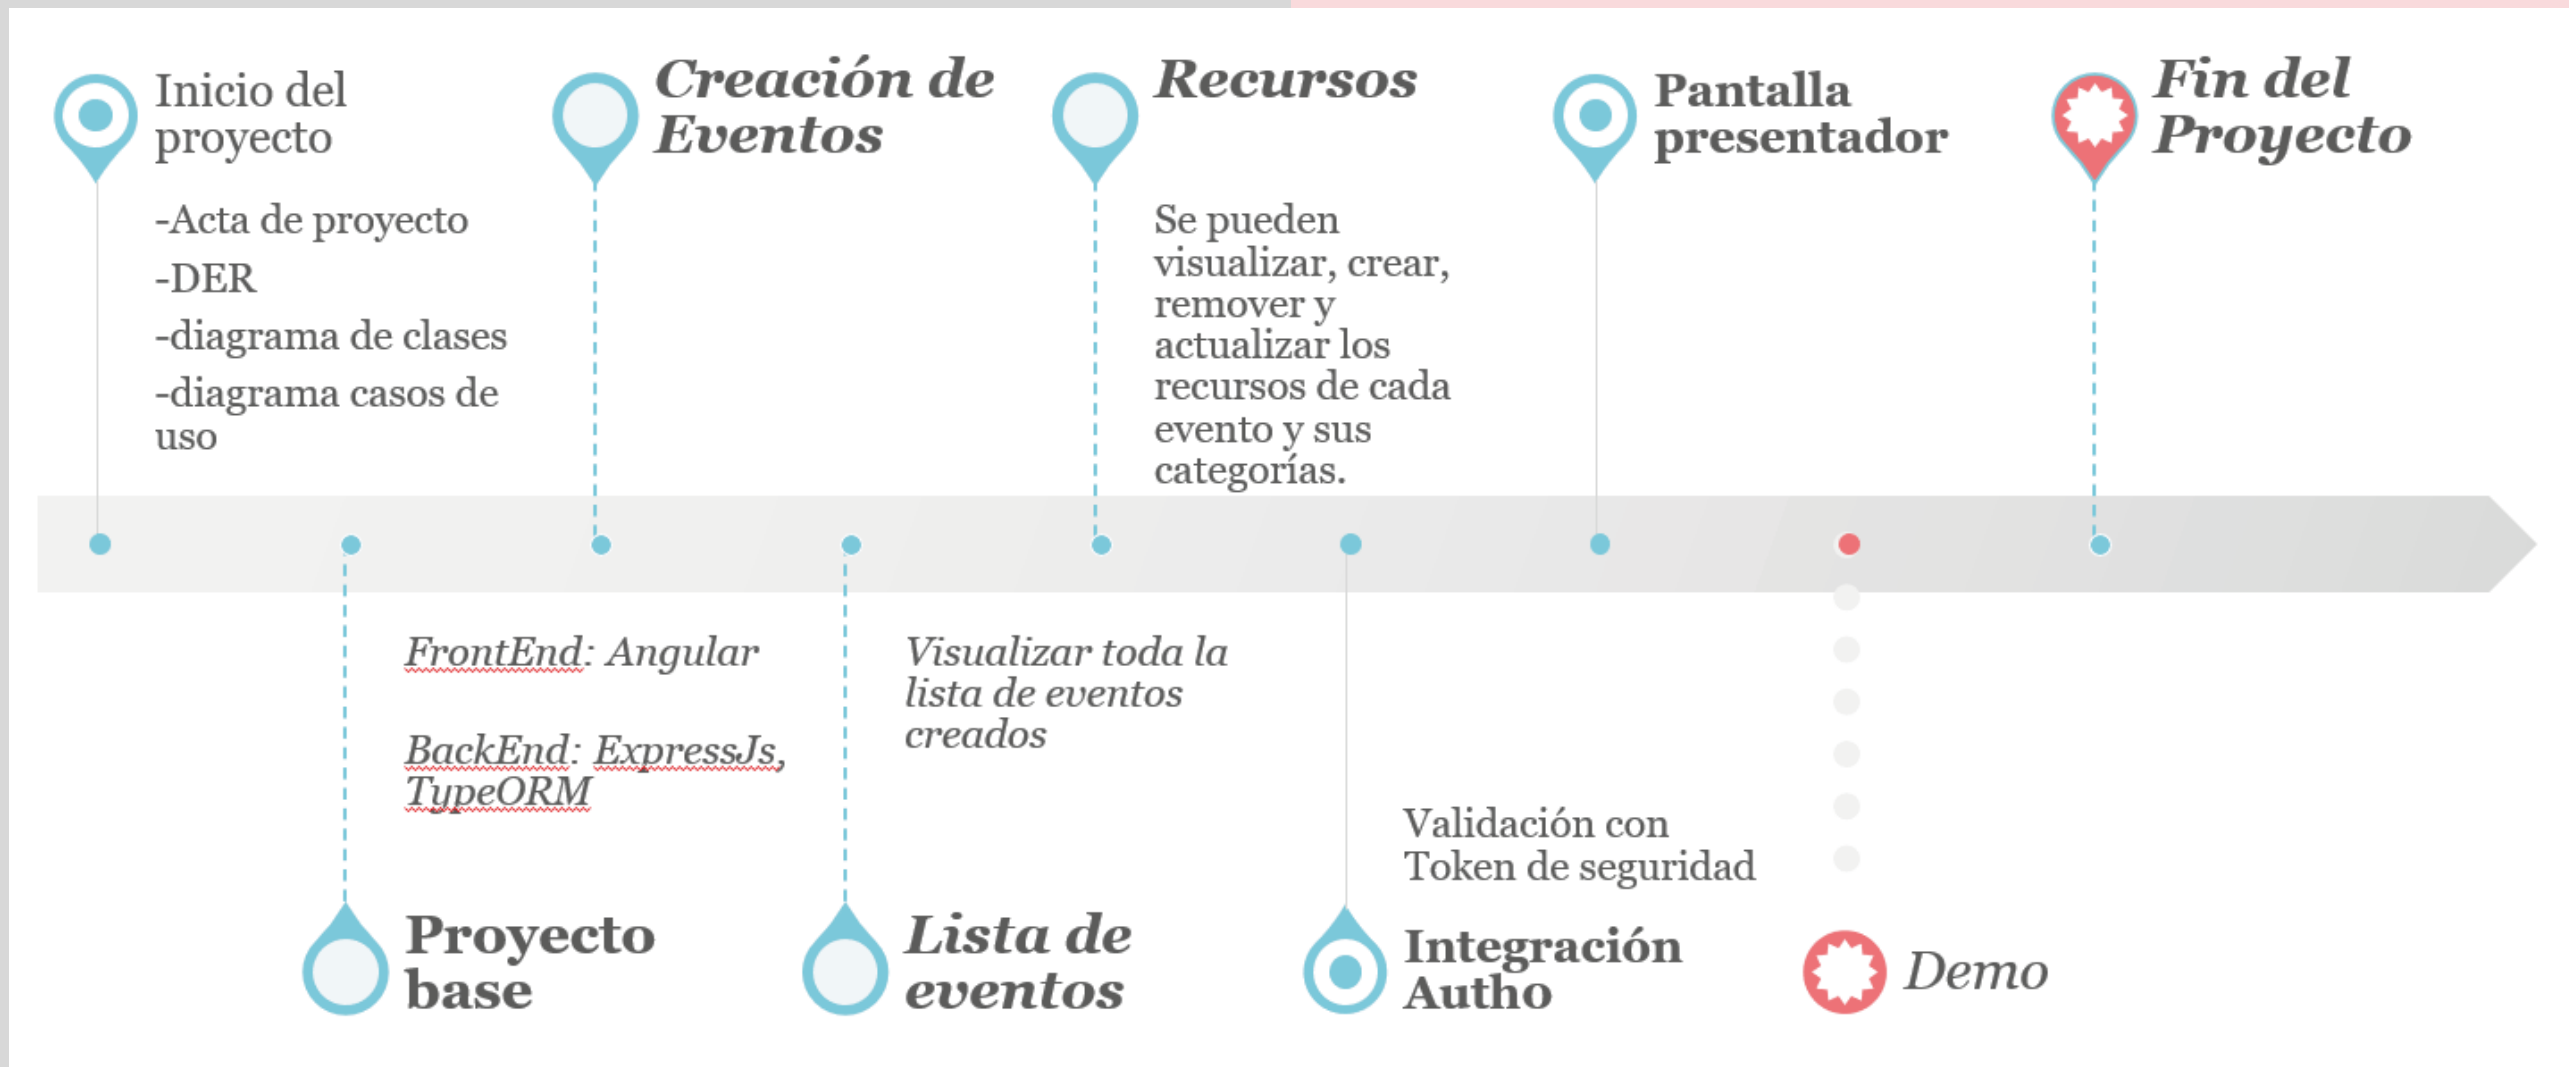 Inicio del
proyecto
-Acta de proyecto
-DER
-diagrama de clases
-diagrama casos de
uso
Creación de
Eventos
Recursos
Se pueden
visualizar, crear,
remover y
actualizar los
recursos de cada
evento y sus
categorías.
Pantalla
presentador
Fin del
Proyecto
FrontEnd: Angular
BackEnd: ExpressJs,
TypeORM
Proyecto
base
Visualizar toda la
lista de eventos
creados
Lista de
eventos
Validación con
Token de seguridad
Integración
Auth0
Demo